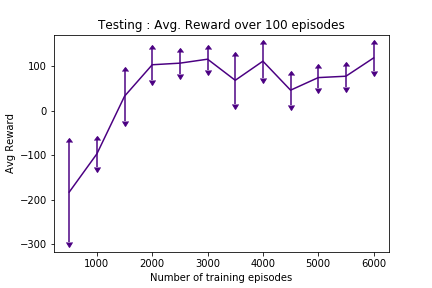 Testing : Avg. Reward over 100 episodes
Avg Reward
100
0
−100
−200
−300
1000 2000 3000 4000 5000 6000
Number of training episodes